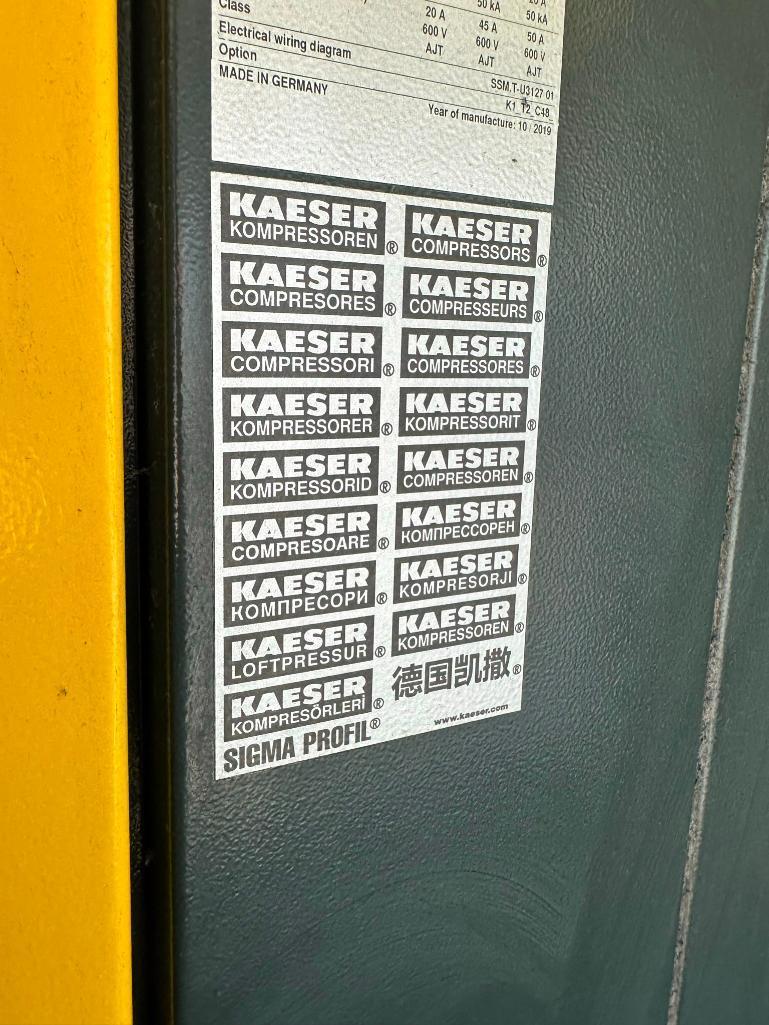 50 kA 50 kA
Class 20 A 45 A 50 A
600 V 600 V 600 V
Electrical wiring diagram AJT AJT AJT
Option SSM,T-U3127 01
MADE IN GERMANY K1_T2_C48_
Year of manufacture: 10 / 2019
KAESER KAESER
KOMPRESSOREN® COMPRESSORS®
KAESER KAESER
COMPRESORES® COMPRESSEURS®
KAESER KAESER
COMPRESSORI® COMPRESSORES®
KAESER KAESER
KOMPRESSORER® KOMPRESSORIT®
KAESER KAESER
KOMPRESSORID® COMPRESSOREN®
KAESER KAESER
COMPRESOARE® КОМПРЕССОРЕН®
KAESER KAESER
КОМПРЕСОРИ® KOMPRESORJI®
KAESER KAESER
LOFTPRESSUR® KOMPRESSOREN®
KAESER 德国凯撒®
KOMPRESÖRLERİ®
SIGMA PROFIL® www.kaeser.com